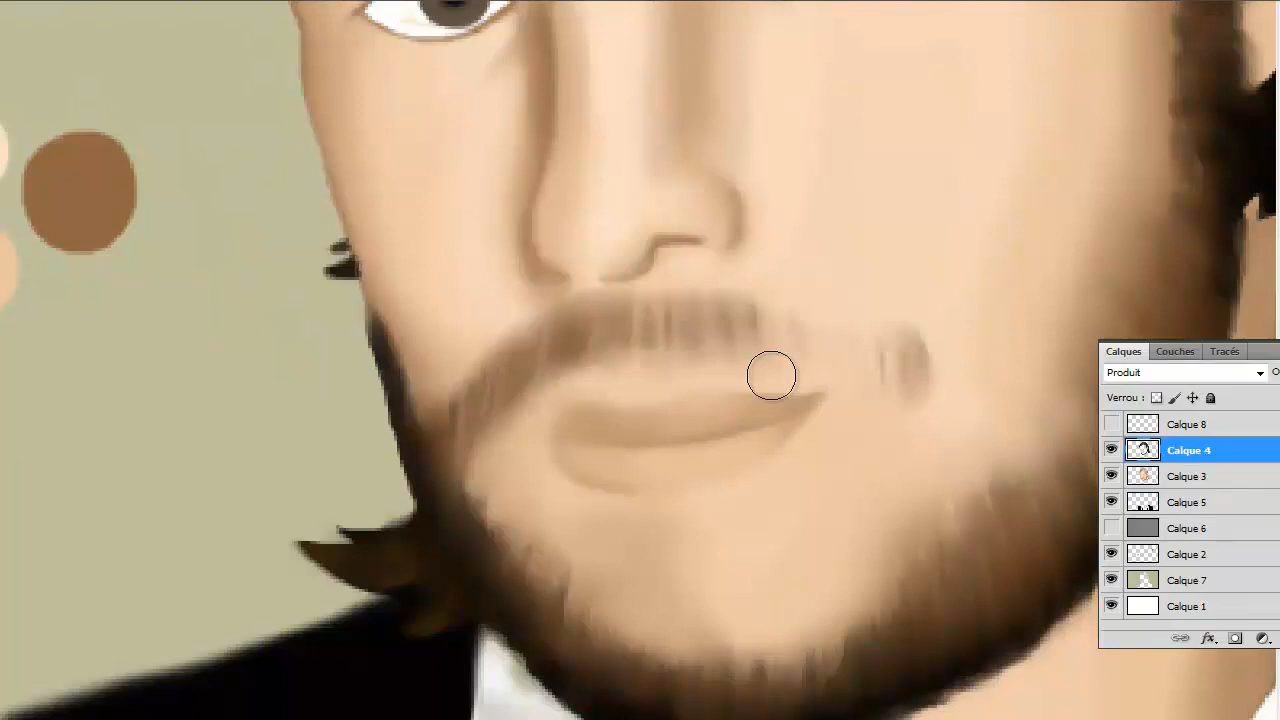 Calques Couches Tracés
Produit
Verrou :
Calque 8
Calque 4
Calque 3
Calque 5
Calque 6
Calque 2
Calque 7
Calque 1
fx